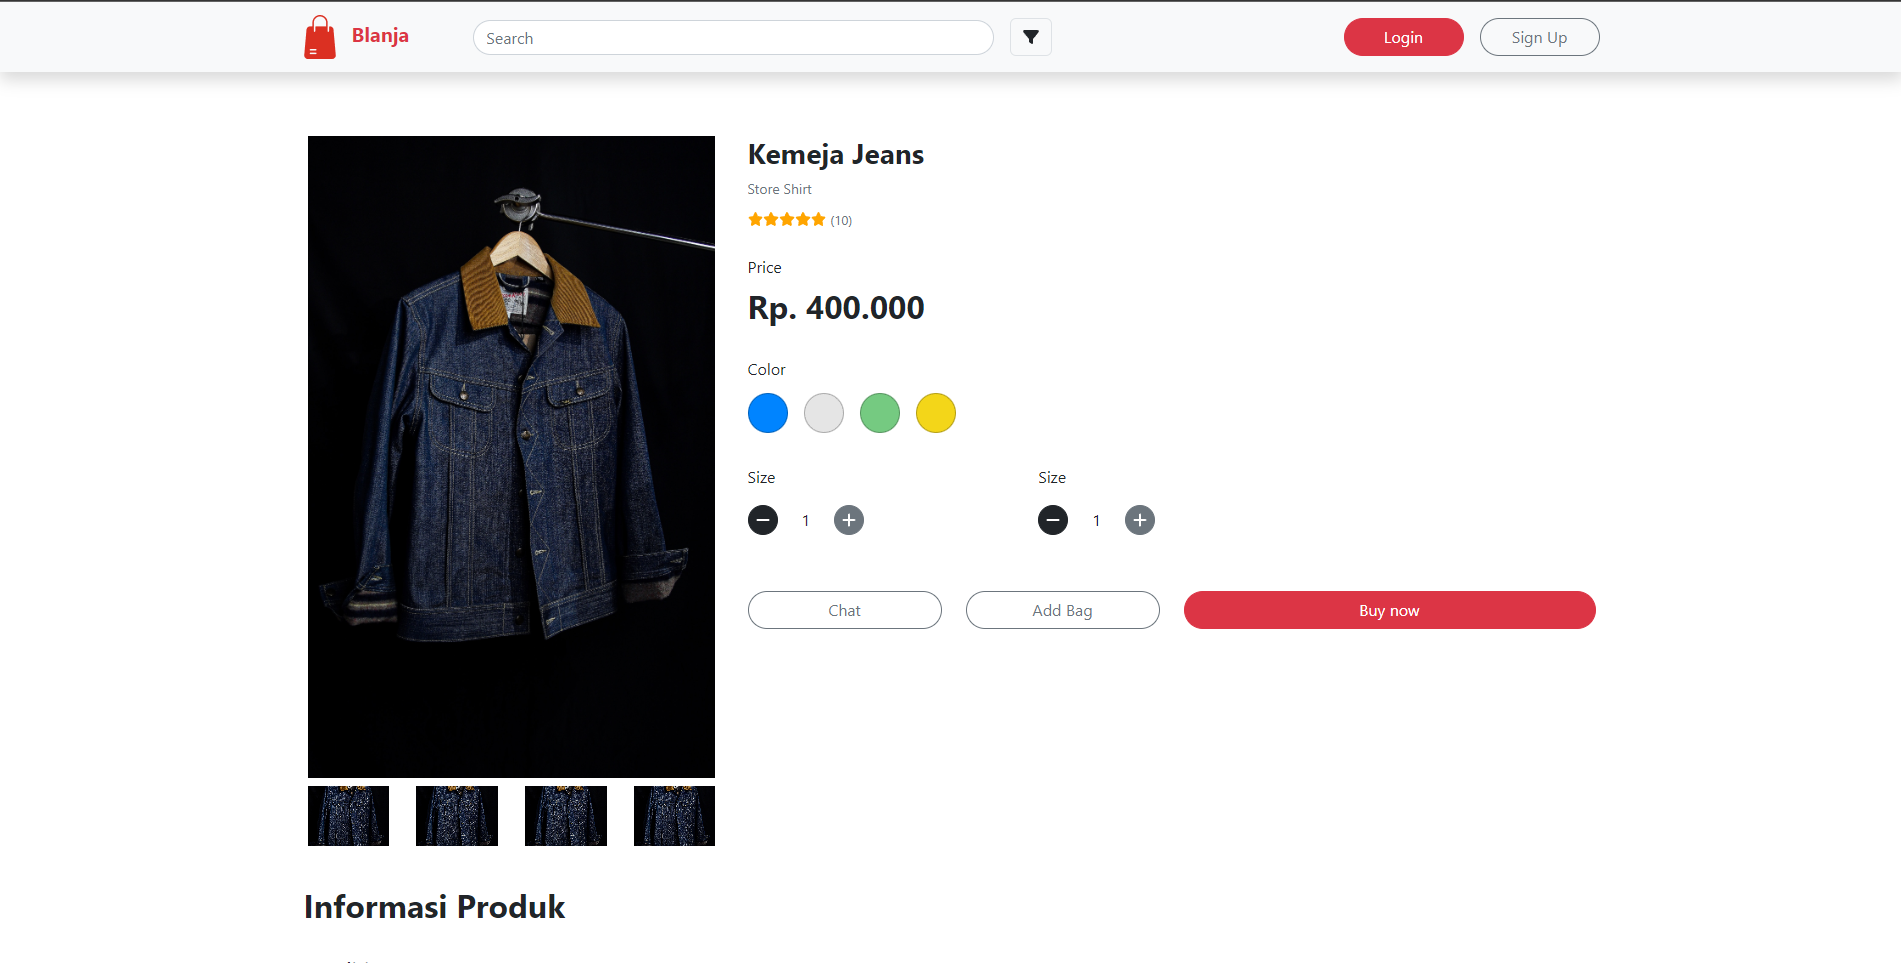 Blanja
Search
Login
Sign Up
Kemeja Jeans
Store Shirt
(10)
Price
Rp. 400.000
Color
Size
Size
1
1
Chat
Add Bag
Buy now
Informasi Produk